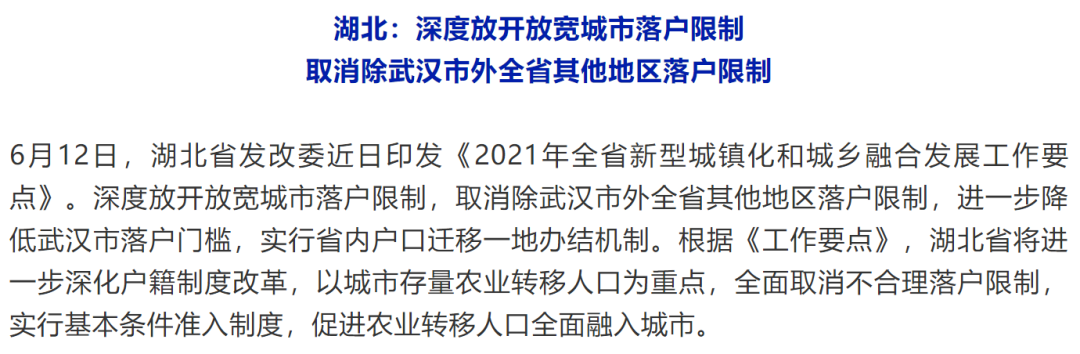 湖北：深度放开放宽城市落户限制
取消除武汉市外全省其他地区落户限制
6月12日，湖北省发改委近日印发《2021年全省新型城镇化和城乡融合发展工作要
点》。深度放开放宽城市落户限制，取消除武汉市外全省其他地区落户限制，进一步降
低武汉市落户门槛，实行省内户口迁移一地办结机制。根据《工作要点》，湖北省将进
一步深化户籍制度改革，以城市存量农业转移人口为重点，全面取消不合理落户限制，
实行基本条件准入制度，促进农业转移人口全面融入城市。